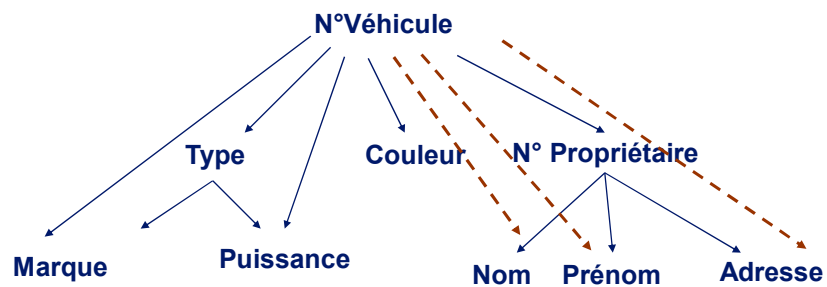 N°Véhicule
Type
Couleur
N° Propriétaire
Marque
Puissance
Nom
Prénom
Adresse